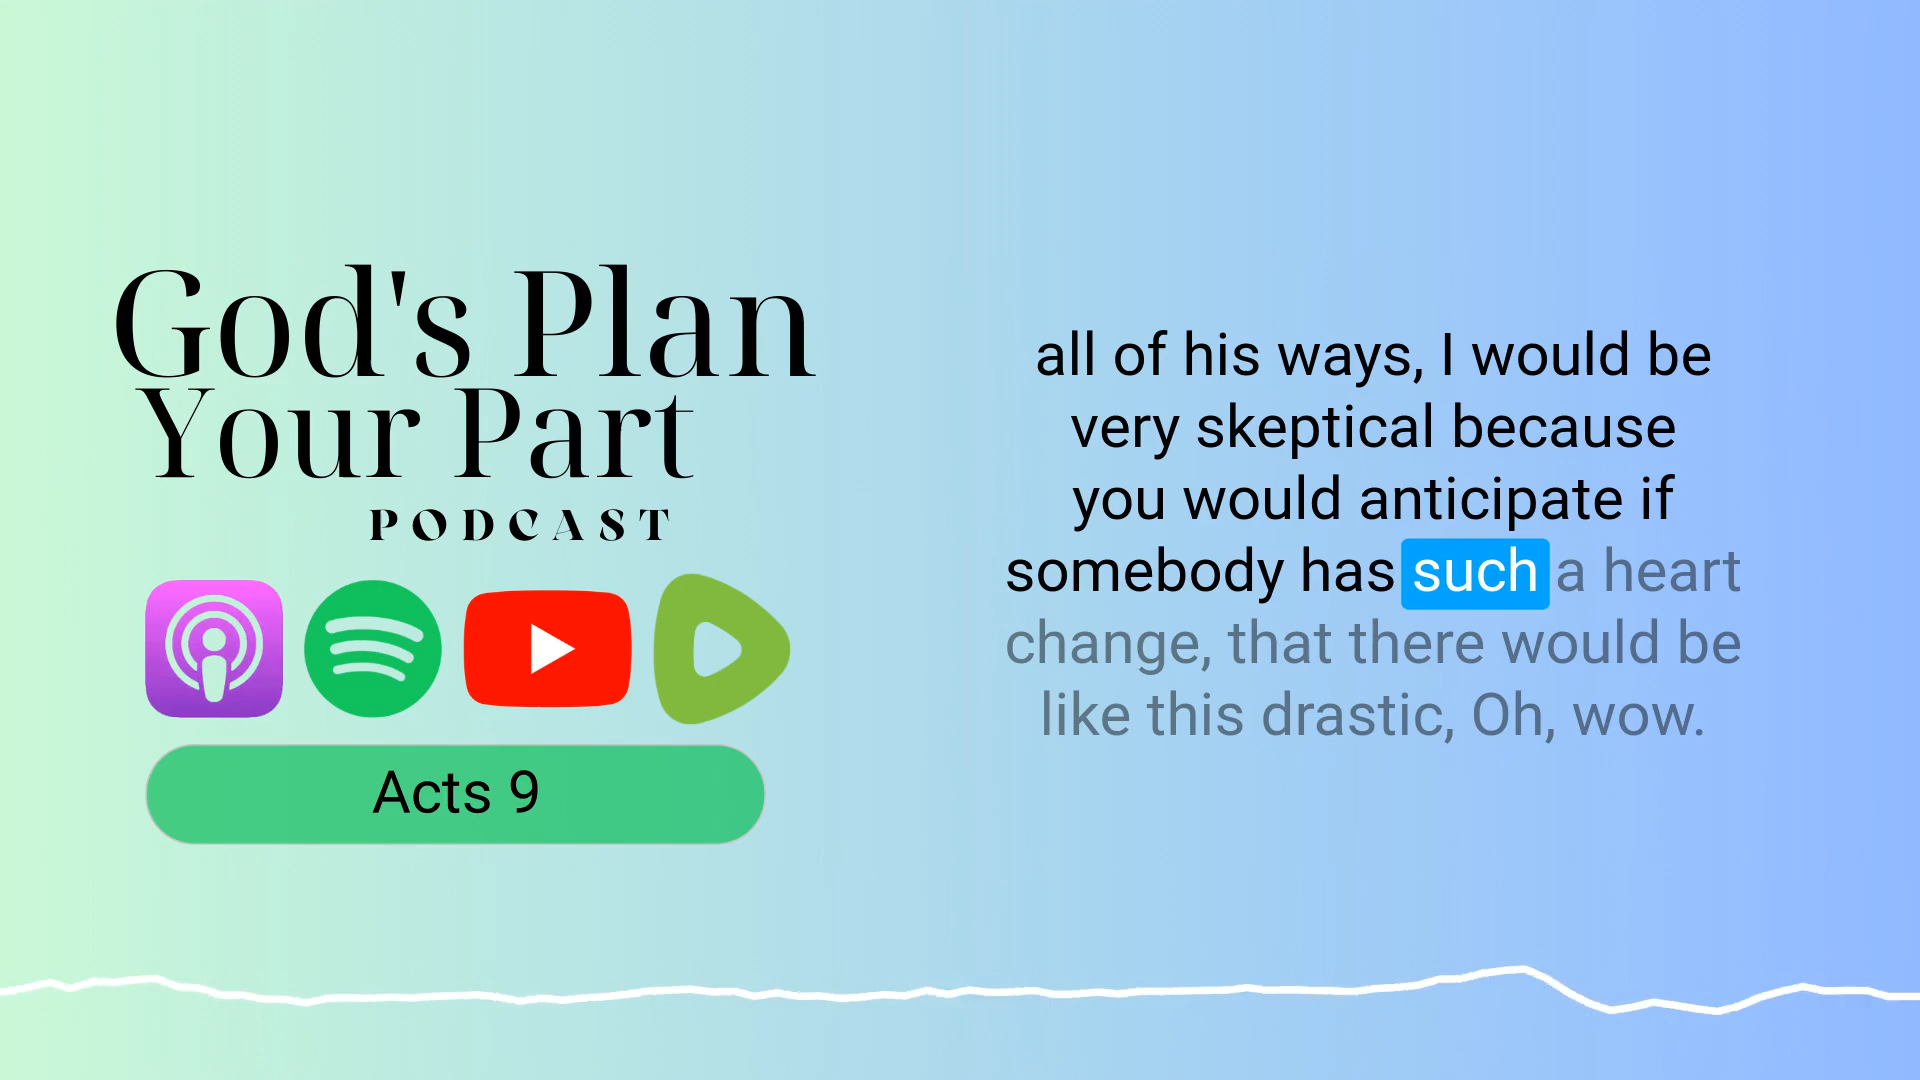 God's Plan
Your Part
PODCAST
Acts 9
all of his ways, I would be
very skeptical because
you would anticipate if
somebody has such a heart
change, that there would be
like this drastic, Oh, wow.